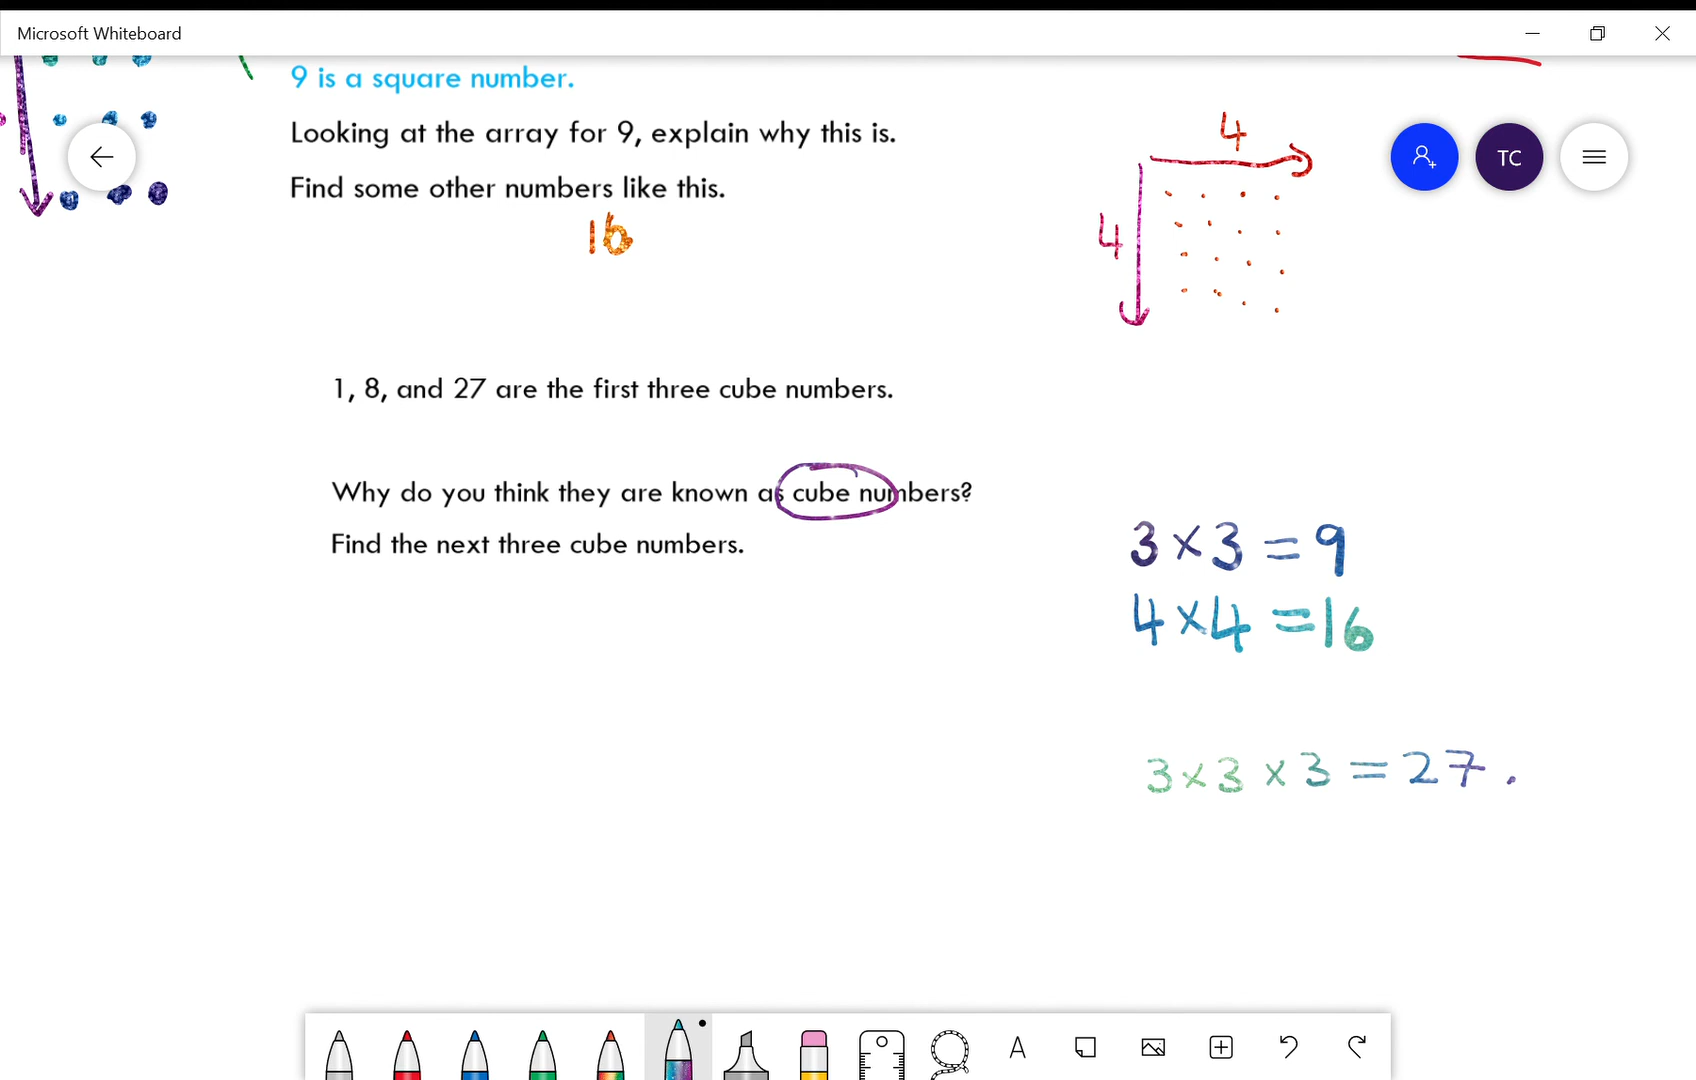 Microsoft Whiteboard
9 is a square number.
Looking at the array for 9, explain why this is.
Find some other numbers like this.
16
4
4
TC
1, 8, and 27 are the first three cube numbers.
Why do you think they are known as cube numbers?
Find the next three cube numbers.
3 × 3 = 9
4 × 4 = 16
3 × 3 × 3 = 27 .
A